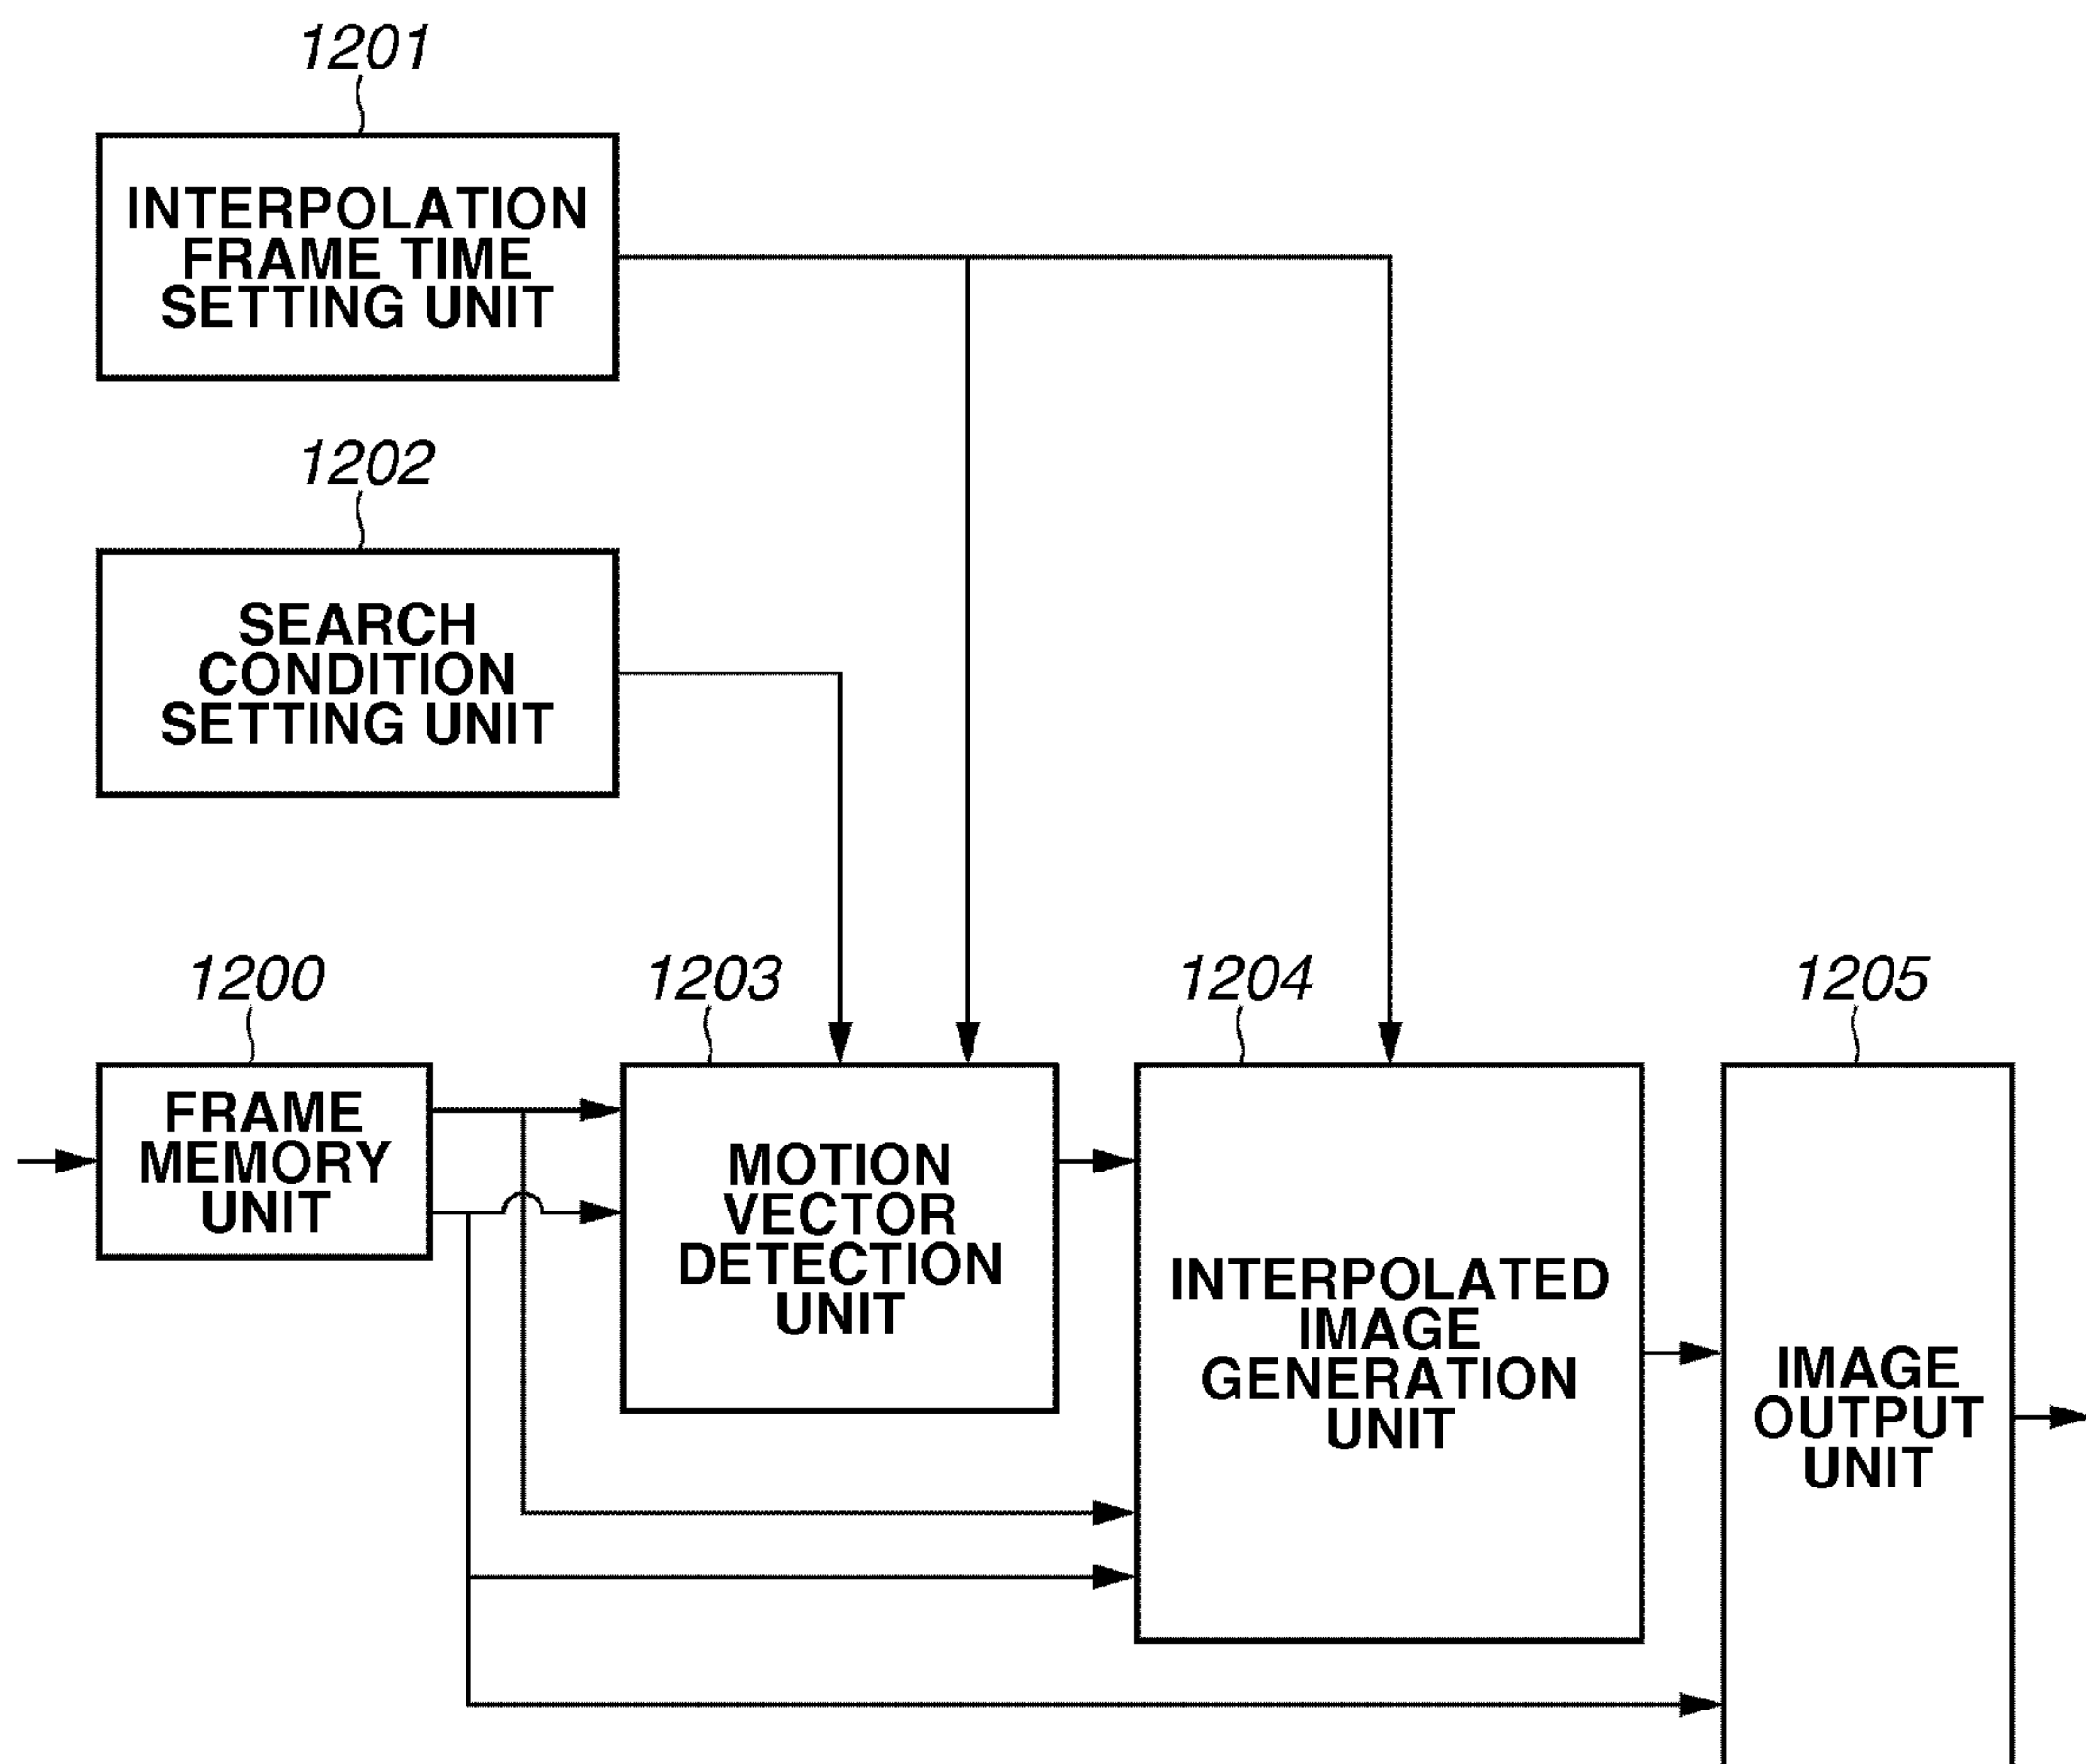 1201
INTERPOLATION
FRAME TIME
SETTING UNIT
1202
SEARCH
CONDITION
SETTING UNIT
1200
FRAME
MEMORY
UNIT
1203
MOTION
VECTOR
DETECTION
UNIT
1204
INTERPOLATED
IMAGE
GENERATION
UNIT
1205
IMAGE
OUTPUT
UNIT